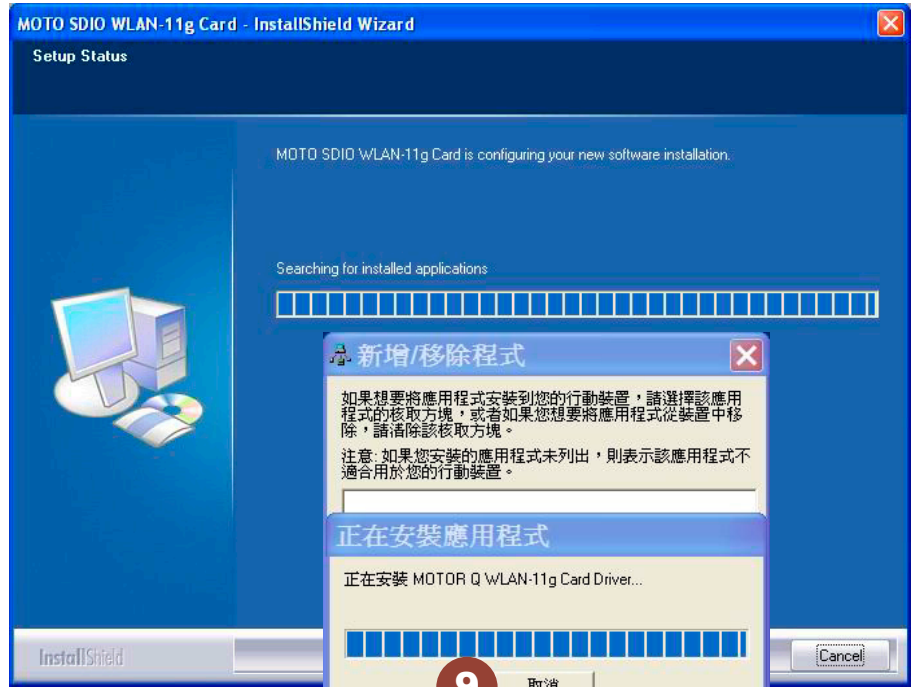 MOTO SDIO WLAN-11g Card - InstallShield Wizard
Setup Status
MOTO SDIO WLAN-11g Card is configuring your new software installation.
Searching for installed applications
新增/移除程式
如果想要將應用程式安裝到您的行動裝置，請選擇該應用
程式的核取方塊，或者如果您想要將應用程式從裝置中移
除，請清除該核取方塊。
注意: 如果您安裝的應用程式未列出，則表示該應用程式不
適合用於您的行動裝置。
正在安裝應用程式
正在安裝 MOTOR Q WLAN-11g Card Driver...
InstallShield
Cancel
9
取消